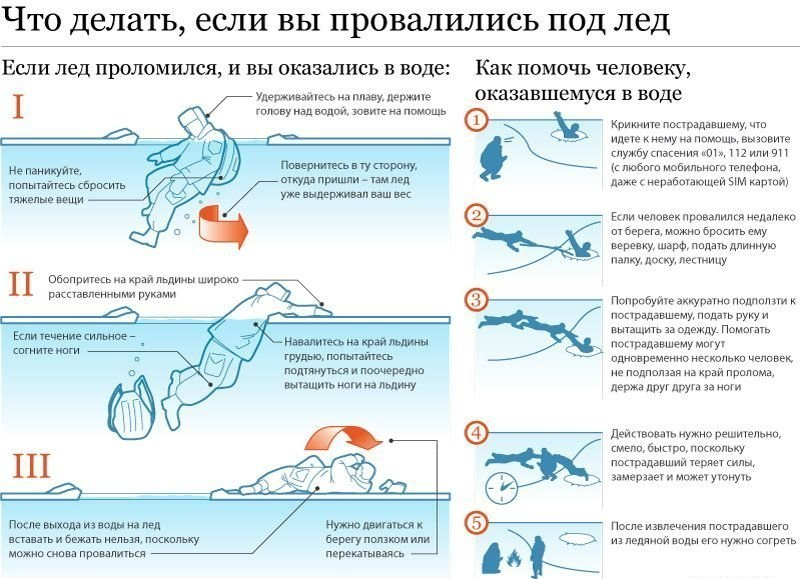 Что делать, если вы провалились под лед
Если лед проломился, и вы оказались в воде:
I
Удерживайтесь на плаву, держите
голову над водой, зовите на помощь
Не паникуйте,
попытайтесь сбросить
тяжелые вещи
Повернитесь в ту сторону,
откуда пришли – там лед
уже выдерживал ваш вес
II
Обопритесь на край льдины широко
расставленными руками
Если течение сильное –
согните ноги
Навалитесь на край льдины
грудью, попытайтесь
подтянуться и поочередно
вытащить ноги на льдину
III
После выхода из воды на лед
вставать и бежать нельзя, поскольку
можно снова провалиться
Нужно двигаться к
берегу ползком или
перекатываясь
Как помочь человеку,
оказавшемуся в воде
1
Крикните пострадавшему, что
идете к нему на помощь, вызовите
службу спасения «01», 112 или 911
(с любого мобильного телефона,
даже с неработающей SIM картой)
2
Если человек провалился недалеко
от берега, можно бросить ему
веревку, шарф, подать длинную
палку, доску, лестницу
3
Попробуйте аккуратно подползти к
пострадавшему, подать руку и
вытащить за одежду. Помогать
пострадавшему могут
одновременно несколько человек,
не подползая на край пролома,
держа друг друга за ноги
4
Действовать нужно решительно,
смело, быстро, поскольку
пострадавший теряет силы,
замерзает и может утонуть
5
После извлечения пострадавшего
из ледяной воды его нужно согреть